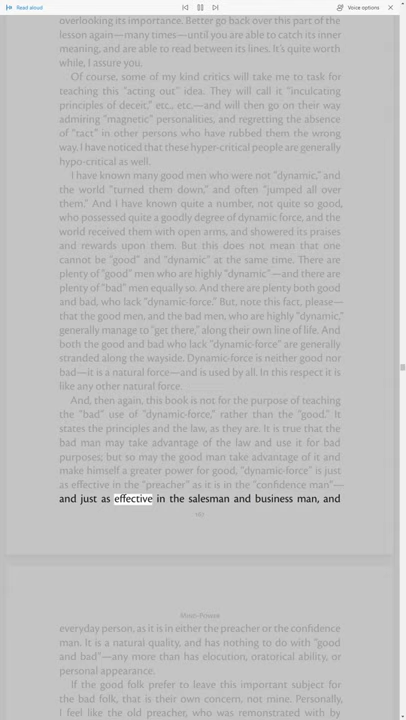 Read aloud
Voice options
overlooking its importance. Better go back over this part of the
lesson again—many times—until you are able to catch its inner
meaning, and are able to read between its lines. It's quite worth
while, I assure you.
Of course, some of my kind critics will take me to task for
teaching this "acting out" idea. They will call it "inculcating
principles of deceit," etc., etc.—and will then go on their way
admiring "magnetic" personalities, and regretting the absence
of "tact" in other persons who have rubbed them the wrong
way. I have noticed that these hyper-critical people are generally
hypo-critical as well.
I have known many good men who were not "dynamic," and
the world "turned them down," and often "jumped all over
them." And I have known quite a number, not quite so good,
who possessed quite a goodly degree of dynamic force, and the
world received them with open arms, and showered its praises
and rewards upon them. But this does not mean that one
cannot be "good" and "dynamic" at the same time. There are
plenty of "good" men who are highly "dynamic"—and there are
plenty of "bad" men equally so. And there are plenty both good
and bad, who lack "dynamic-force." But, note this fact, please—
that the good men, and the bad men, who are highly "dynamic,"
generally manage to "get there," along their own line of life. And
both the good and bad who lack "dynamic-force" are generally
stranded along the wayside. Dynamic-force is neither good nor
bad—it is a natural force—and is used by all. In this respect it is
like any other natural force.
And, then again, this book is not for the purpose of teaching
the "bad" use of "dynamic-force," rather than the "good." It
states the principles and the law, as they are. It is true that the
bad man may take advantage of the law and use it for bad
purposes; but so may the good man take advantage of it and
make himself a greater power for good, "dynamic-force" is just
as effective in the "preacher" as it is in the "confidence man"—
and just as effective in the salesman and business man, and
Mind-Power
everyday person, as it is in either the preacher or the confidence
man. It is a natural quality, and has nothing to do with "good
and bad"—any more than has elocution, oratorical ability, or
personal appearance.
If the good folk prefer to leave this important subject for
the bad folk, that is their own concern, not mine. Personally,
I feel like the old preacher, who was remonstrated with by